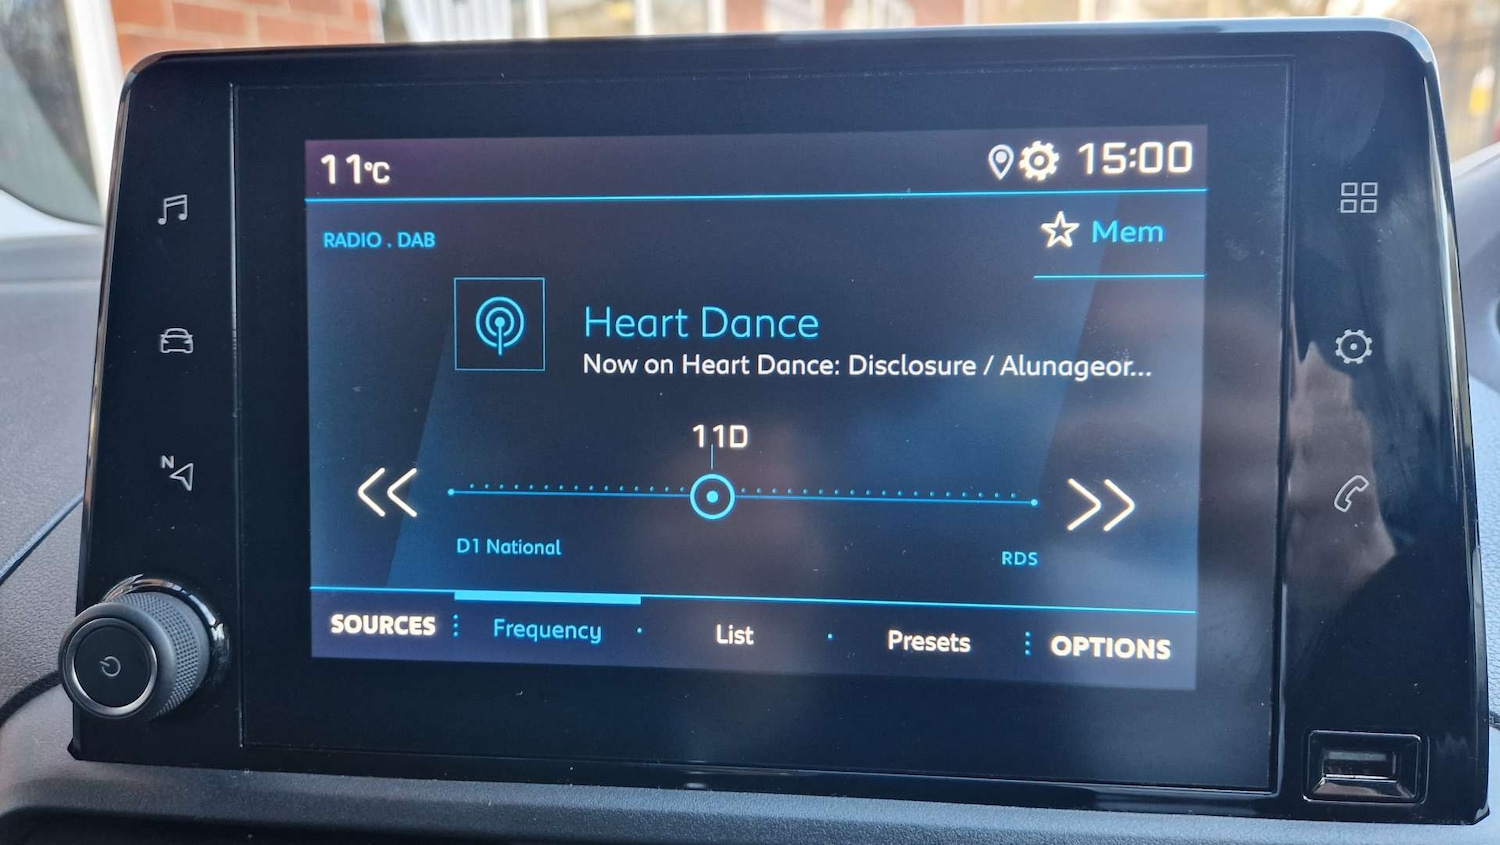 11°C
15:00
RADIO . DAB
Mem
Heart Dance
Now on Heart Dance: Disclosure / Alunageor...
11D
D1 National
RDS
SOURCES
Frequency
List
Presets
OPTIONS
N